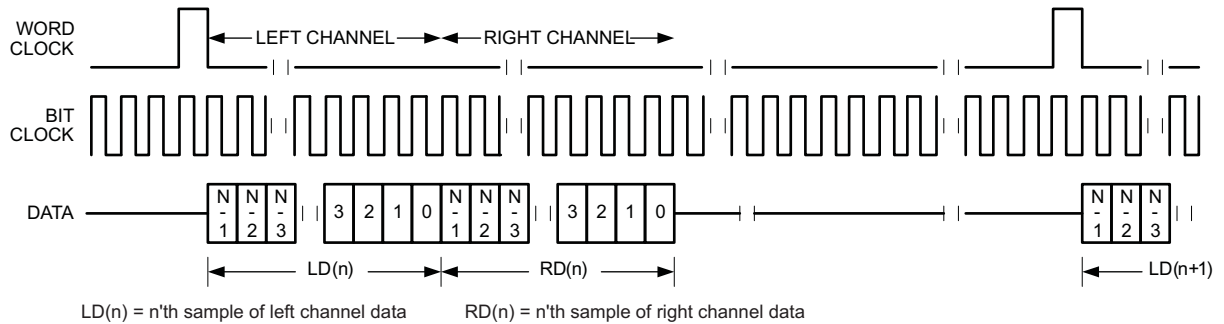 WORD
CLOCK
LEFT CHANNEL
RIGHT CHANNEL
BIT
CLOCK
DATA
N-1 N-2 N-3 3 2 1 0 N-1 N-2 N-3 3 2 1 0 N-1 N-2 N-3
LD(n) RD(n) LD(n+1)
LD(n) = n'th sample of left channel data RD(n) = n'th sample of right channel data